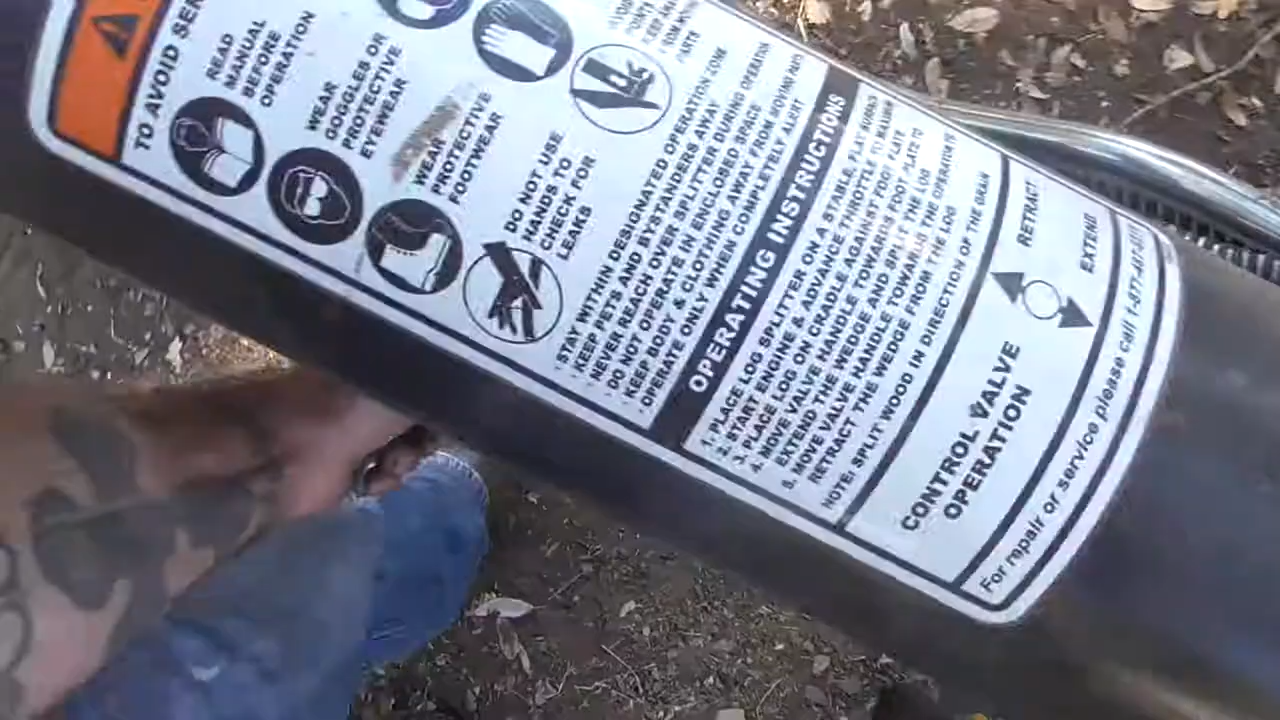 TO AVOID SER
READ
MANUAL
BEFORE
OPERATION
WEAR
GOGGLES OR
PROTECTIVE
EYEWEAR
WEAR
PROTECTIVE
FOOTWEAR
DO NOT USE
HANDS TO
CHECK FOR
LEAKS
PARTS
· STAY WITHIN DESIGNATED OPERATION ZONE
· KEEP PETS AND BYSTANDERS AWAY
· NEVER REACH OVER SPLITTER DURING OPERATION
· DO NOT OPERATE IN ENCLOSED SPACE
· KEEP BODY & CLOTHING AWAY FROM MOVING PARTS
· OPERATE ONLY WHEN COMPLETELY ALERT
OPERATING INSTRUCTIONS
1. PLACE LOG SPLITTER ON A STABLE, FLAT SURFACE
2. START ENGINE & ADVANCE THROTTLE TO MAXIMUM
3. PLACE LOG ON CRADLE AGAINST FOOT PLATE
4. MOVE VALVE HANDLE TOWARDS FOOT PLATE TO
EXTEND THE WEDGE AND SPLIT THE LOG
5. MOVE VALVE HANDLE TOWARDS THE OPERATOR TO
RETRACT THE WEDGE FROM THE LOG
NOTE: SPLIT WOOD IN DIRECTION OF THE GRAIN
CONTROL VALVE
OPERATION
RETRACT
EXTEND
For repair or service please call